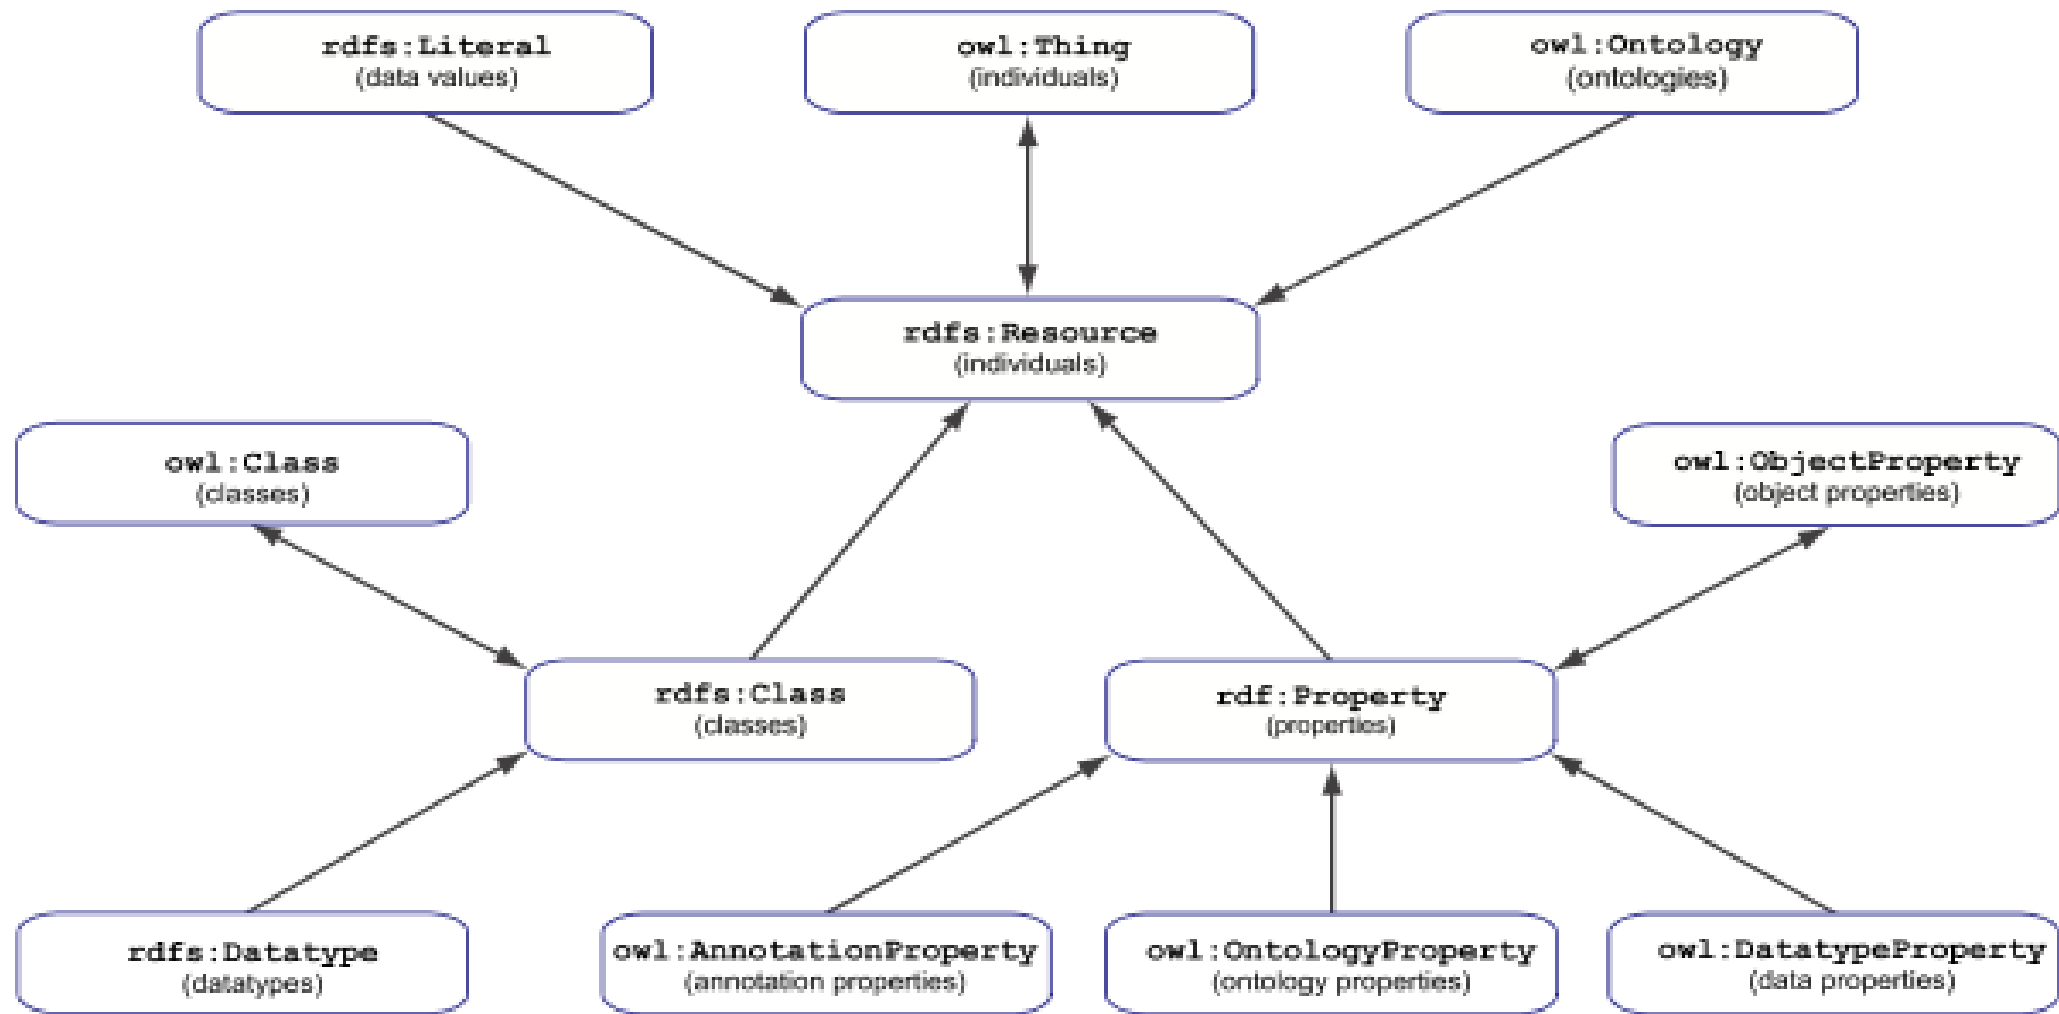 rdfs:Literal
(data values)
owl:Thing
(individuals)
owl:Ontology
(ontologies)
rdfs:Resource
(individuals)
owl:Class
(classes)
owl:ObjectProperty
(object properties)
rdfs:Class
(classes)
rdf:Property
(properties)
rdfs:Datatype
(datatypes)
owl:AnnotationProperty
(annotation properties)
owl:OntologyProperty
(ontology properties)
owl:DatatypeProperty
(data properties)